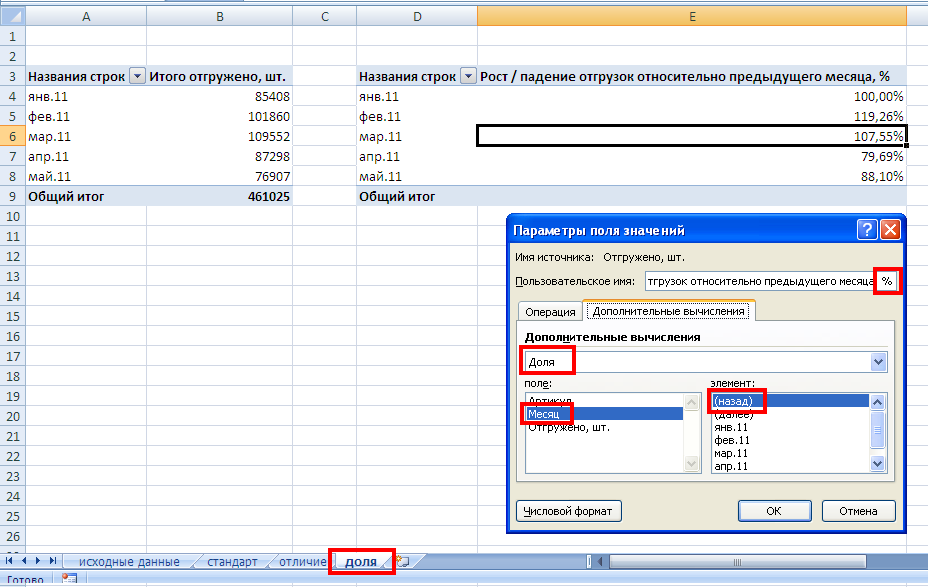 A B C D E
1
2
3 Названия строк Итого отгружено, шт. Названия строк Рост / падение отгрузок относительно предыдущего месяца, %
4 янв.11 85408 янв.11 100,00%
5 фев.11 101860 фев.11 119,26%
6 мар.11 109552 мар.11 107,55%
7 апр.11 87298 апр.11 79,69%
8 май.11 76907 май.11 88,10%
9 Общий итог 461025 Общий итог
10
11
12
13
14
15
16
17
18
19
20
21
22
23
24
25
26
Параметры поля значений
Имя источника: Отгружено, шт.
Пользовательское имя: тгрузок относительно предыдущего месяца, %
Операция Дополнительные вычисления
Дополнительные вычисления
Доля
поле: элемент:
Артикул (назад)
Месяц (далее)
Отгружено, шт. янв.11
фев.11
мар.11
апр.11
Числовой формат ОК Отмена
исходные данные стандарт отличие доля
Готово